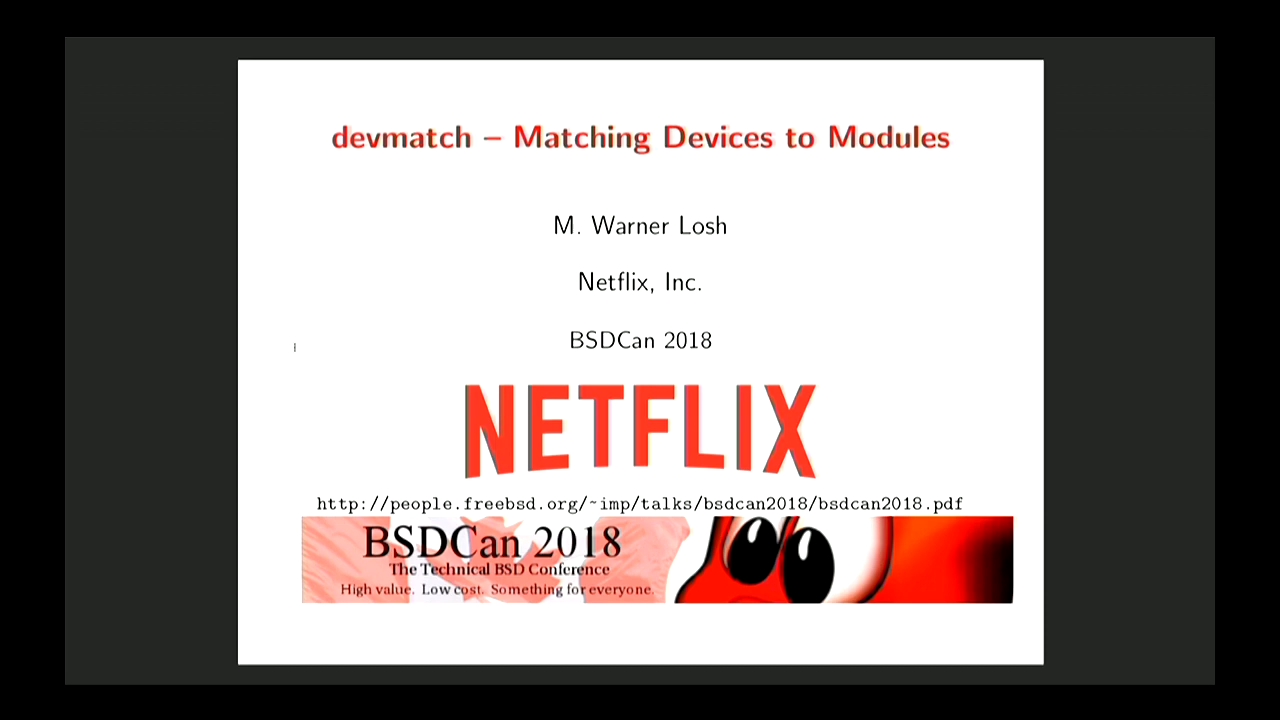 devmatch – Matching Devices to Modules
M. Warner Losh
Netflix, Inc.
BSDCan 2018
NETFLIX
http://people.freebsd.org/~imp/talks/bsdcan2018/bsdcan2018.pdf
BSDCan 2018
The Technical BSD Conference
High value. Low cost. Something for everyone.